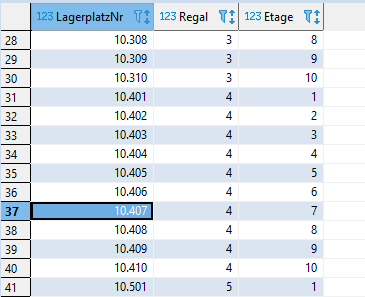 123 LagerplatzNr 123 Regal 123 Etage
28 10.308 3 8
29 10.309 3 9
30 10.310 3 10
31 10.401 4 1
32 10.402 4 2
33 10.403 4 3
34 10.404 4 4
35 10.405 4 5
36 10.406 4 6
37 10.407 4 7
38 10.408 4 8
39 10.409 4 9
40 10.410 4 10
41 10.501 5 1